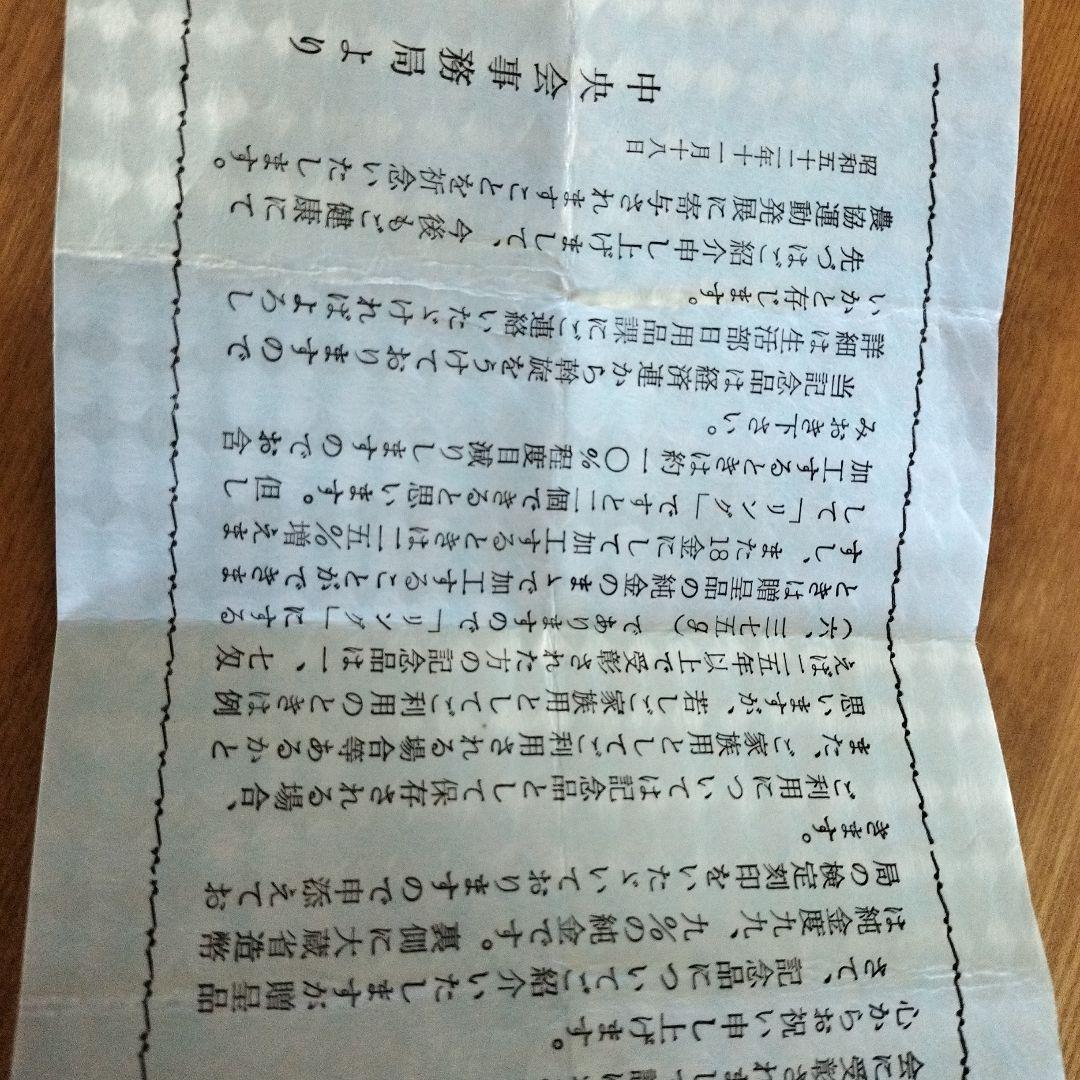 会に受賞されまして誠に
心からお祝い申し上げます。
さて、記念品についてご紹介いたしますが贈呈品
は純金度九九、九%の純金です。裏側に大蔵省造幣
局の検定刻印をいたゞいておりますので申添えてお
きます。
ご利用については記念品として保存される場合、
また、ご家族用としてご利用される場合等あるかと
思いますが、若しご家族用としてご利用のときは例
えば二五年以上で受彰された方の記念品は一、七匁
(六、三七五g)でありますので「リング」にする
ときは贈呈品の純金のまゝで加工することができま
すし、また18金にして加工するときは二五%増えま
して「リング」ですと二個できると思います。但し
加工するときは約一〇%程度目減りしますのでお含
みおき下さい。
当記念品は経済連から斡旋をうけておりますので
詳細は生活部日用品課にご連絡いたゞければよろし
いかと存じます。
先づはご紹介申し上げまして、今後もご健康にて
農協運動発展に寄与されますことを祈念いたします。
昭和五十二年十一月十八日
中央会事務局より